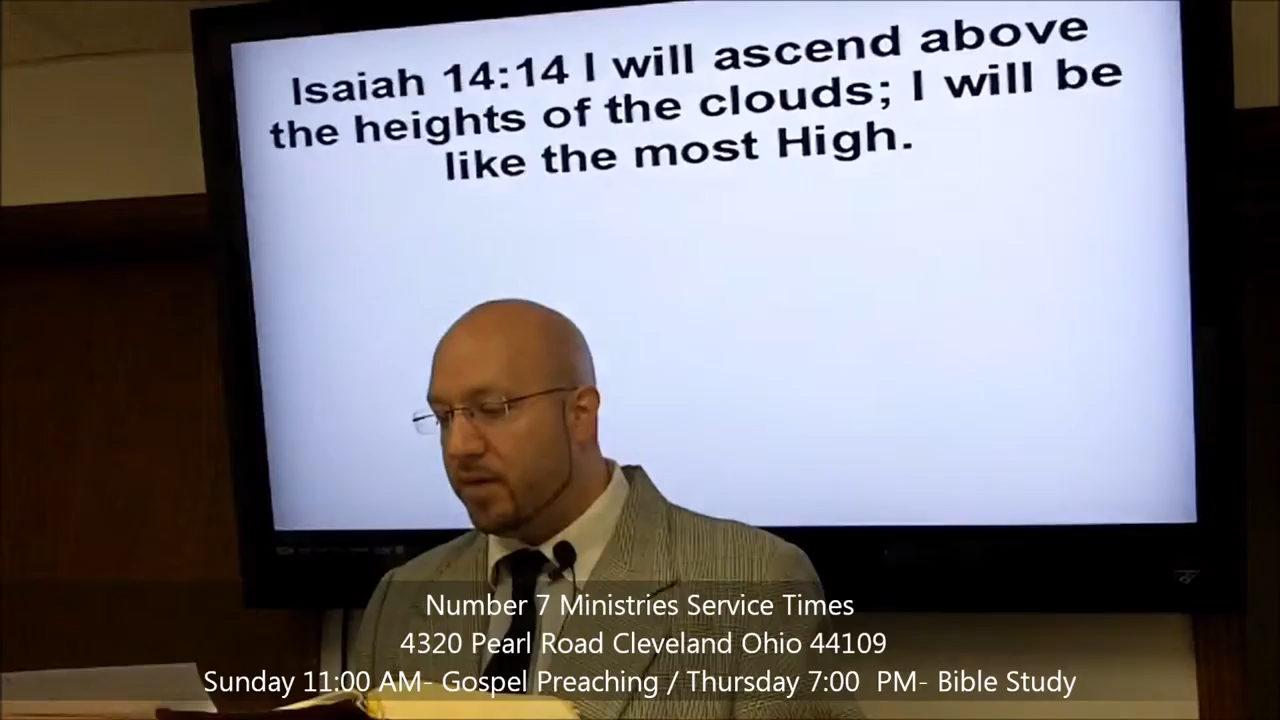 Isaiah 14:14 I will ascend above
the heights of the clouds; I will be
like the most High.
Number 7 Ministries Service Times
4320 Pearl Road Cleveland Ohio 44109
Sunday 11:00 AM- Gospel Preaching / Thursday 7:00  PM- Bible Study